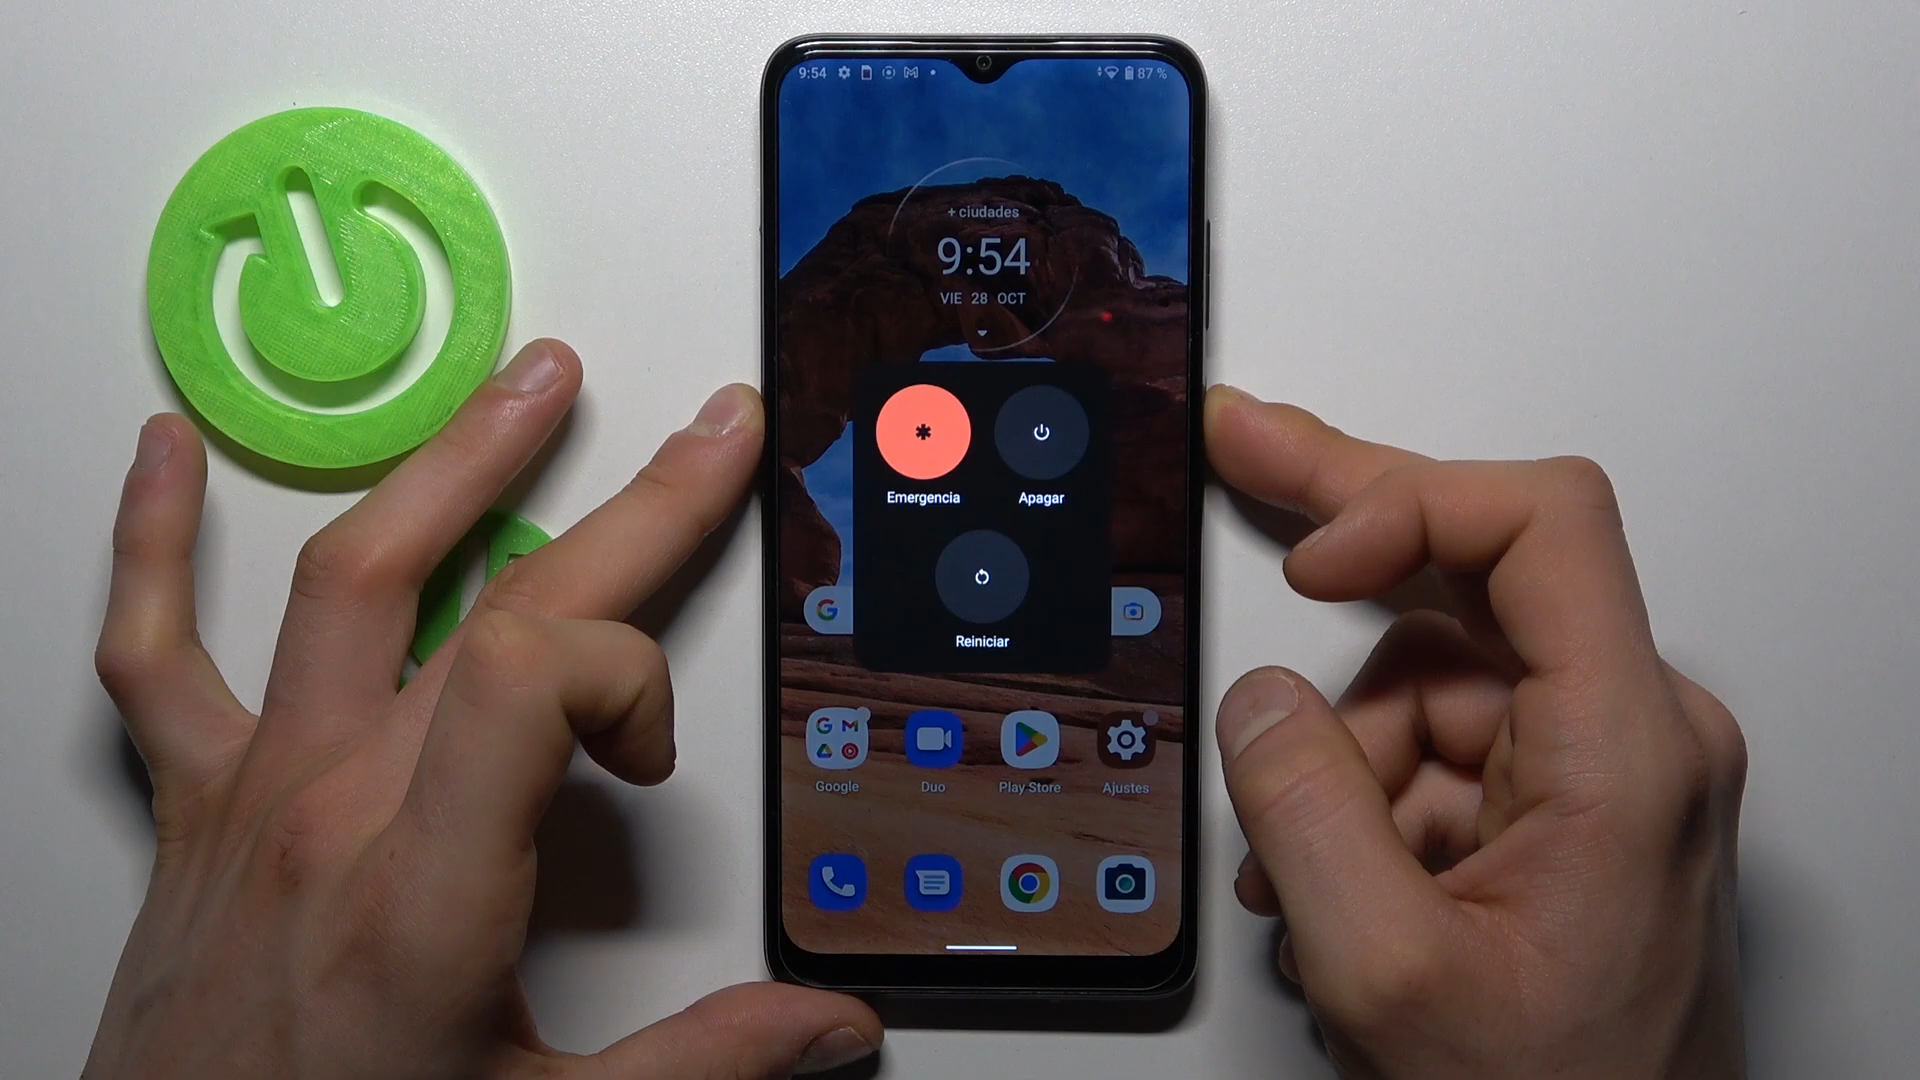 9:54
87 %
+ ciudades
9:54
VIE 28 OCT
Emergencia
Apagar
Reiniciar
Google
Duo
Play Store
Ajustes